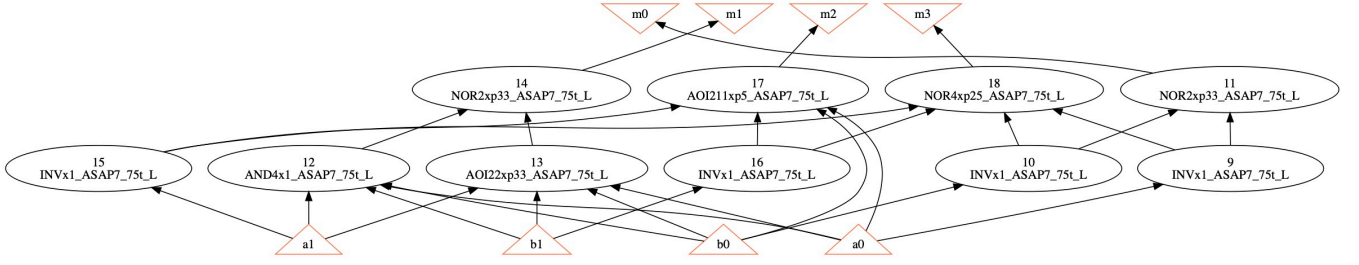 m0
m1
m2
m3
14
NOR2xp33_ASAP7_75t_L
17
AOI211xp5_ASAP7_75t_L
18
NOR4xp25_ASAP7_75t_L
11
NOR2xp33_ASAP7_75t_L
15
INVx1_ASAP7_75t_L
12
AND4x1_ASAP7_75t_L
13
AOI22xp33_ASAP7_75t_L
16
INVx1_ASAP7_75t_L
10
INVx1_ASAP7_75t_L
9
INVx1_ASAP7_75t_L
a1
b1
b0
a0